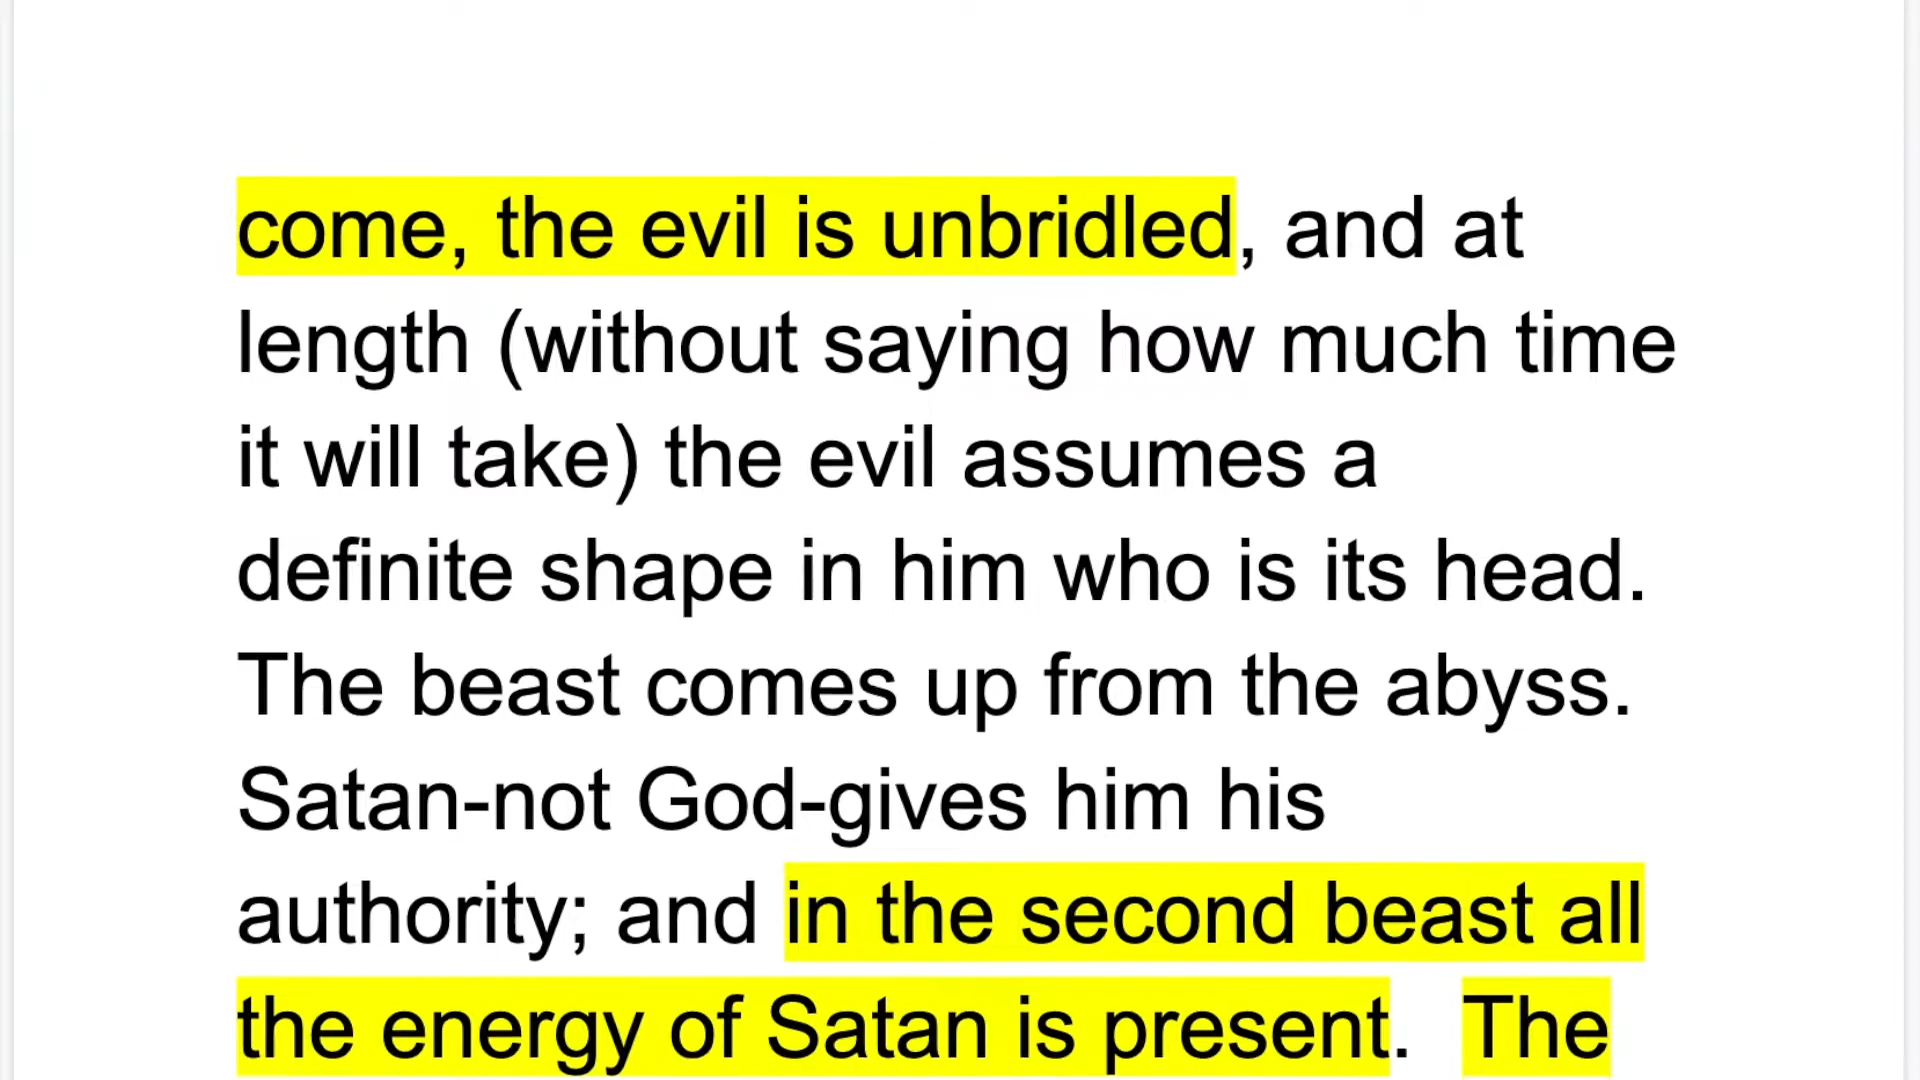 come, the evil is unbridled, and at
length (without saying how much time
it will take) the evil assumes a
definite shape in him who is its head.
The beast comes up from the abyss.
Satan-not God-gives him his
authority; and in the second beast all
the energy of Satan is present.  The